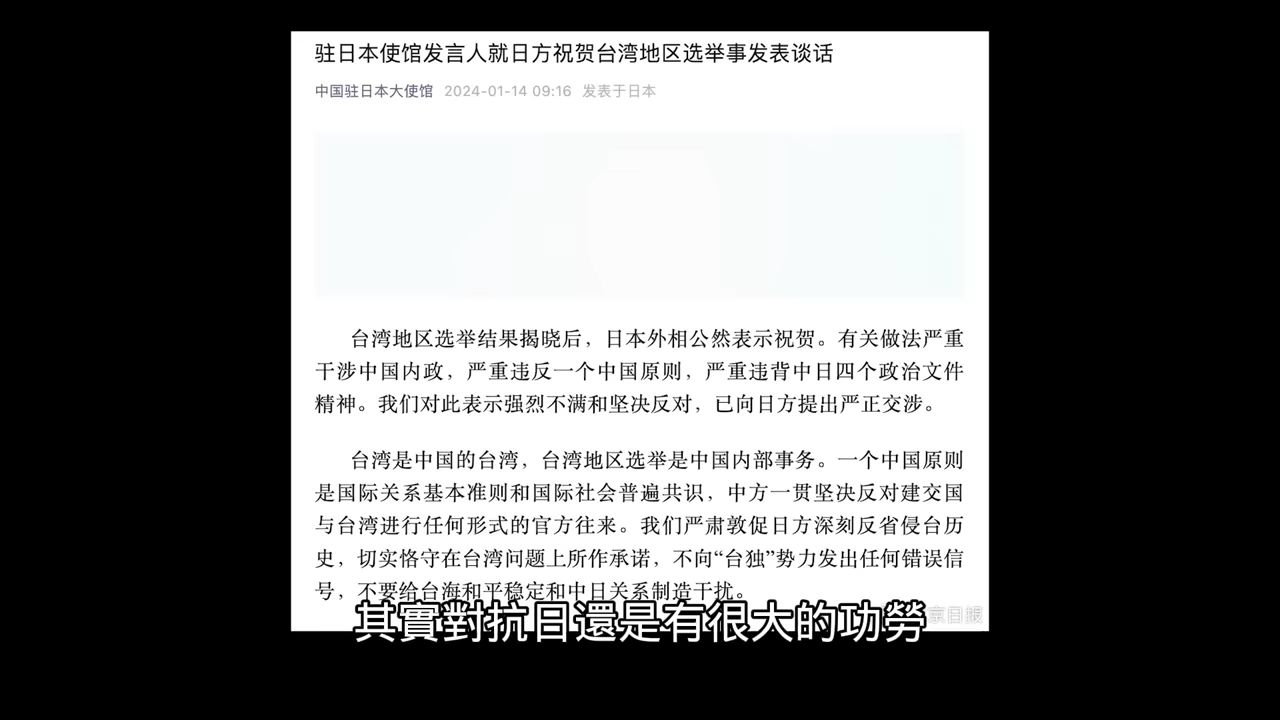 驻日本使馆发言人就日方祝贺台湾地区选举事发表谈话
中国驻日本大使馆 2024-01-14 09:16 发表于日本
台湾地区选举结果揭晓后，日本外相公然表示祝贺。有关做法严重
干涉中国内政，严重违反一个中国原则，严重违背中日四个政治文件
精神。我们对此表示强烈不满和坚决反对，已向日方提出严正交涉。
台湾是中国的台湾，台湾地区选举是中国内部事务。一个中国原则
是国际关系基本准则和国际社会普遍共识，中方一贯坚决反对建交国
与台湾进行任何形式的官方往来。我们严肃敦促日方深刻反省侵台历
史，切实恪守在台湾问题上所作承诺，不向“台独”势力发出任何错误信
号，不要给台海和平稳定和中日关系制造干扰。
其實對抗日還是有很大的功勞